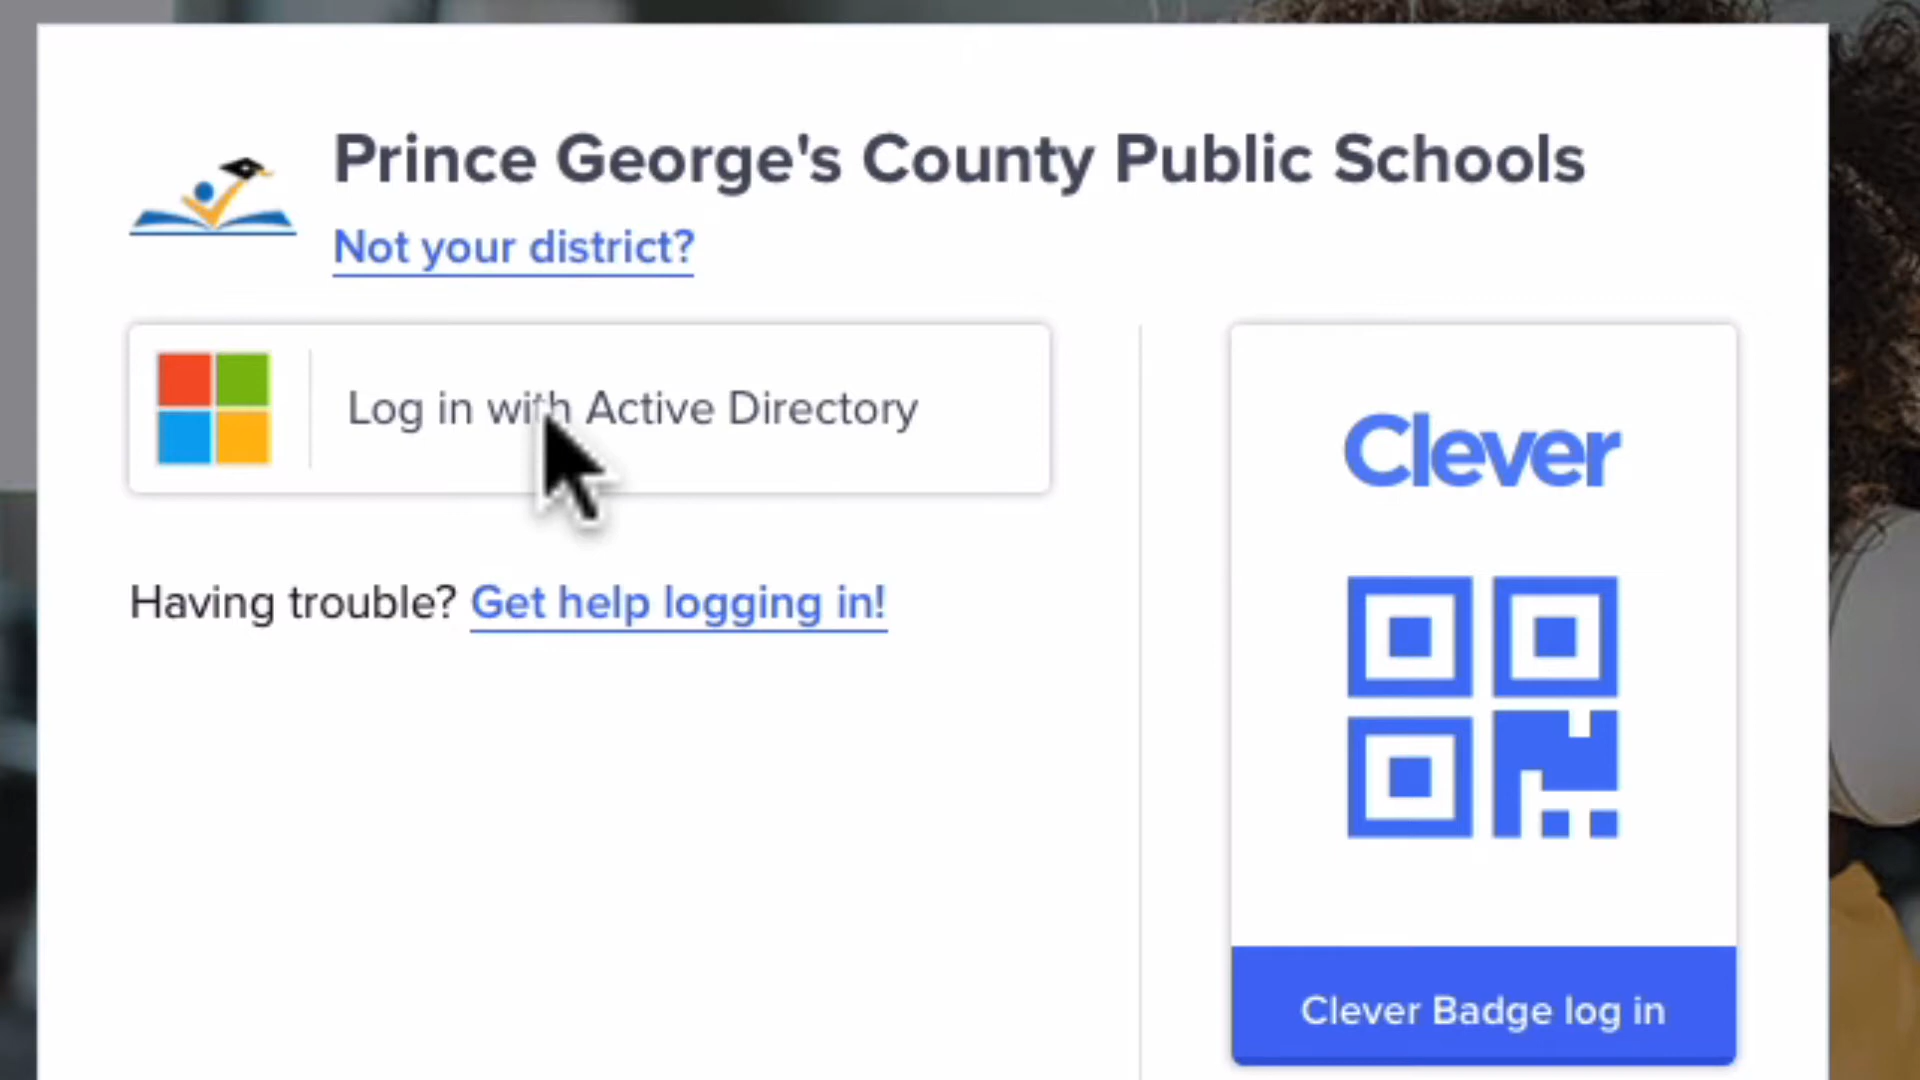 Prince George's County Public Schools
Not your district?
Log in with Active Directory
Having trouble? Get help logging in!
Clever
Clever Badge log in